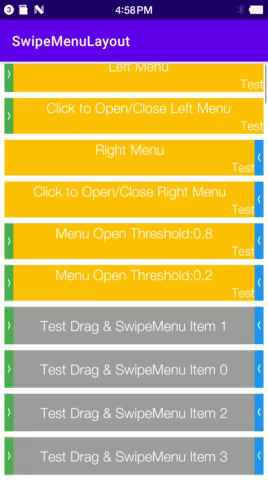 4:58PM
SwipeMenuLayout
Left Menu
Test
Click to Open/Close Left Menu
Test
Right Menu
Test
Click to Open/Close Right Menu
Test
Menu Open Threshold:0.8
Test
Menu Open Threshold:0.2
Test
Test Drag & SwipeMenu Item 1
Test Drag & SwipeMenu Item 0
Test Drag & SwipeMenu Item 2
Test Drag & SwipeMenu Item 3